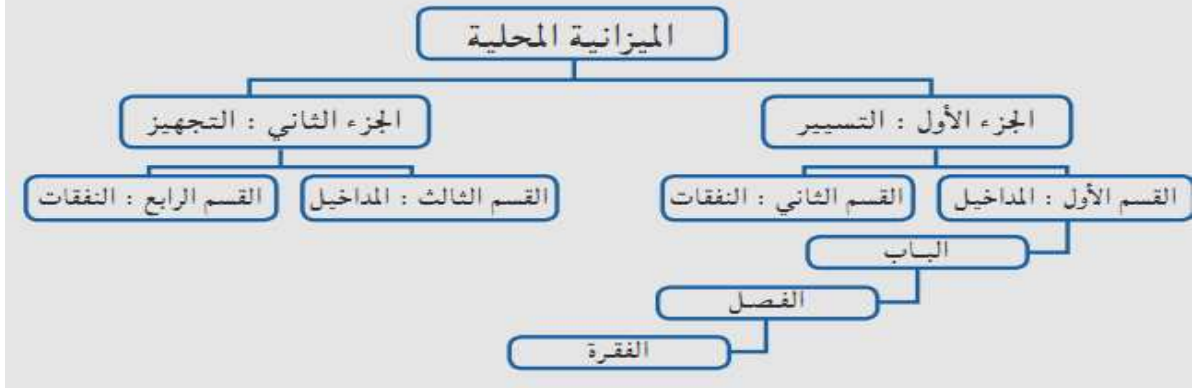 الميزانية المحلية
الجزء الأول : التسيير
الجزء الثاني : التجهيز
القسم الأول : المداخيل
القسم الثاني : النفقات
القسم الثالث : المداخيل
القسم الرابع : النفقات
البـاب
الفصـل
الفقـرة